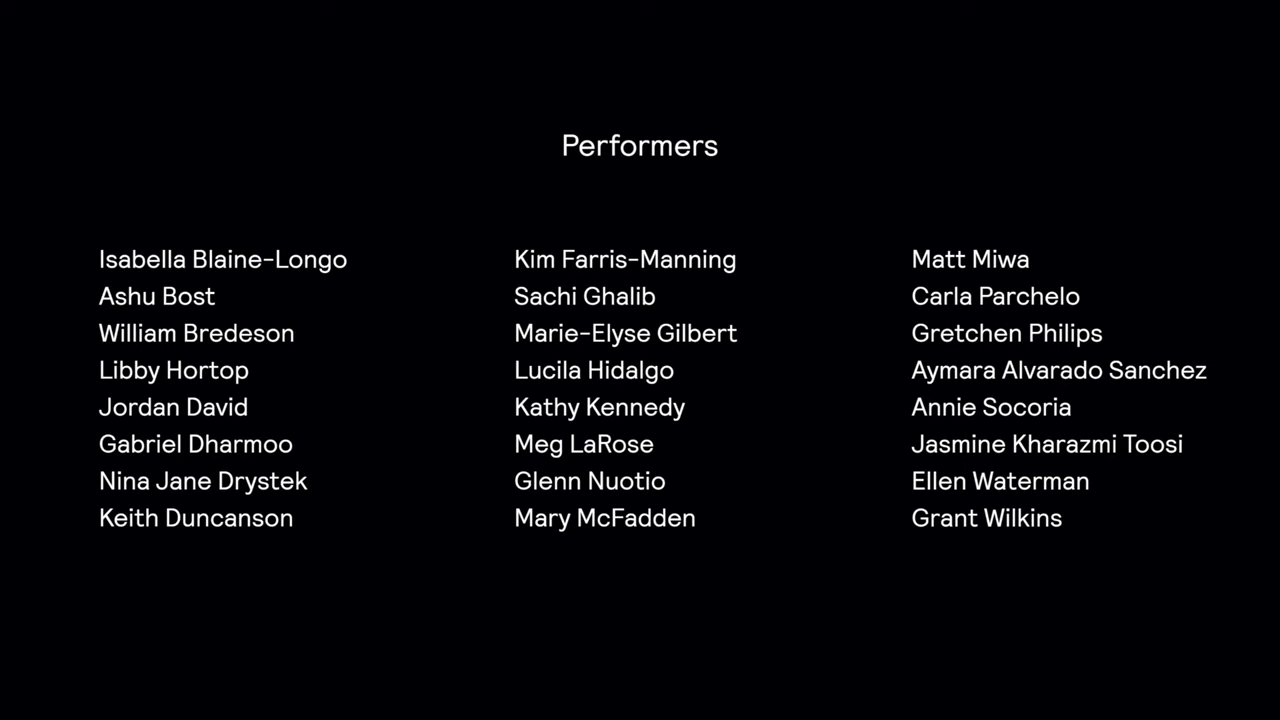 Performers
Isabella Blaine-Longo
Ashu Bost
William Bredeson
Libby Hortop
Jordan David
Gabriel Dharmoo
Nina Jane Drystek
Keith Duncanson
Kim Farris-Manning
Sachi Ghalib
Marie-Elyse Gilbert
Lucila Hidalgo
Kathy Kennedy
Meg LaRose
Glenn Nuotio
Mary McFadden
Matt Miwa
Carla Parchelo
Gretchen Philips
Aymara Alvarado Sanchez
Annie Socoria
Jasmine Kharazmi Toosi
Ellen Waterman
Grant Wilkins